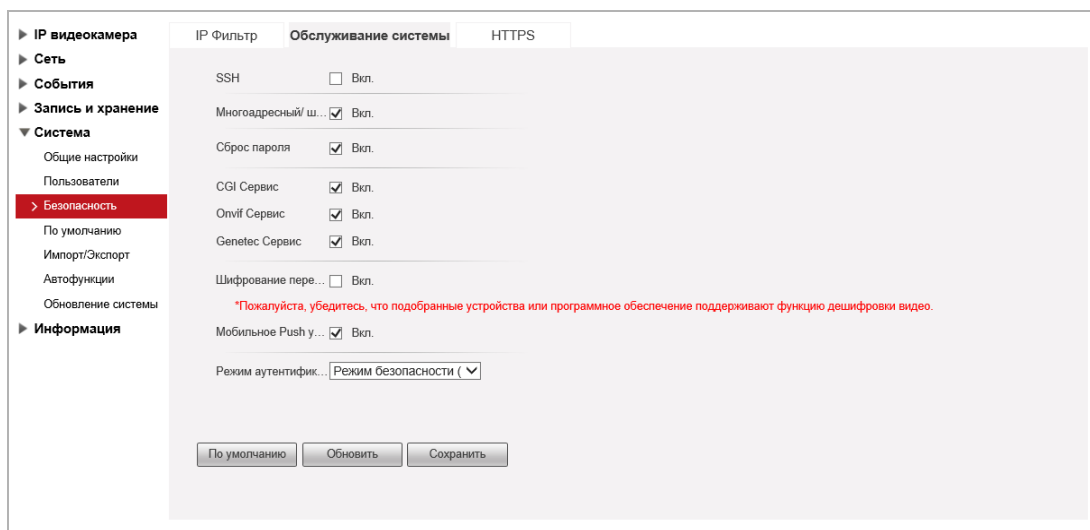 IP видеокамера
Сеть
События
Запись и хранение
Система
Общие настройки
Пользователи
Безопасность
По умолчанию
Импорт/Экспорт
Автофункции
Обновление системы
Информация
IP Фильтр Обслуживание системы HTTPS
SSH Вкл.
Многоадресный/ ш... Вкл.
Сброс пароля Вкл.
CGI Сервис Вкл.
Onvif Сервис Вкл.
Genetec Сервис Вкл.
Шифрование пере... Вкл.
*Пожалуйста, убедитесь, что подобранные устройства или программное обеспечение поддерживают функцию дешифровки видео.
Мобильное Push у... Вкл.
Режим аутентифик... Режим безопасности (
По умолчанию Обновить Сохранить